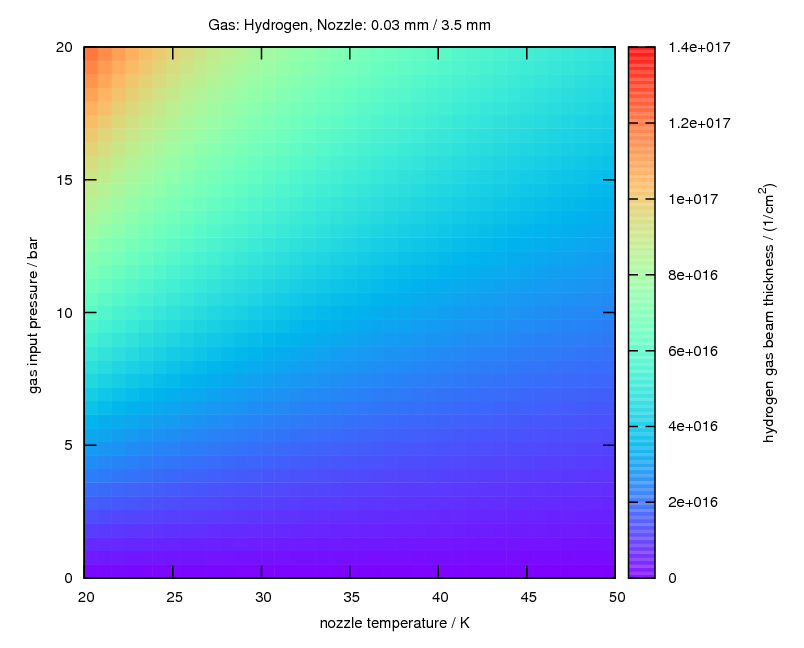 Gas: Hydrogen, Nozzle: 0.03 mm / 3.5 mm
20
15
10
5
0
gas input pressure / bar
20 25 30 35 40 45 50
nozzle temperature / K
1.4e+017
1.2e+017
1e+017
8e+016
6e+016
4e+016
2e+016
0
hydrogen gas beam thickness / (1/cm²)